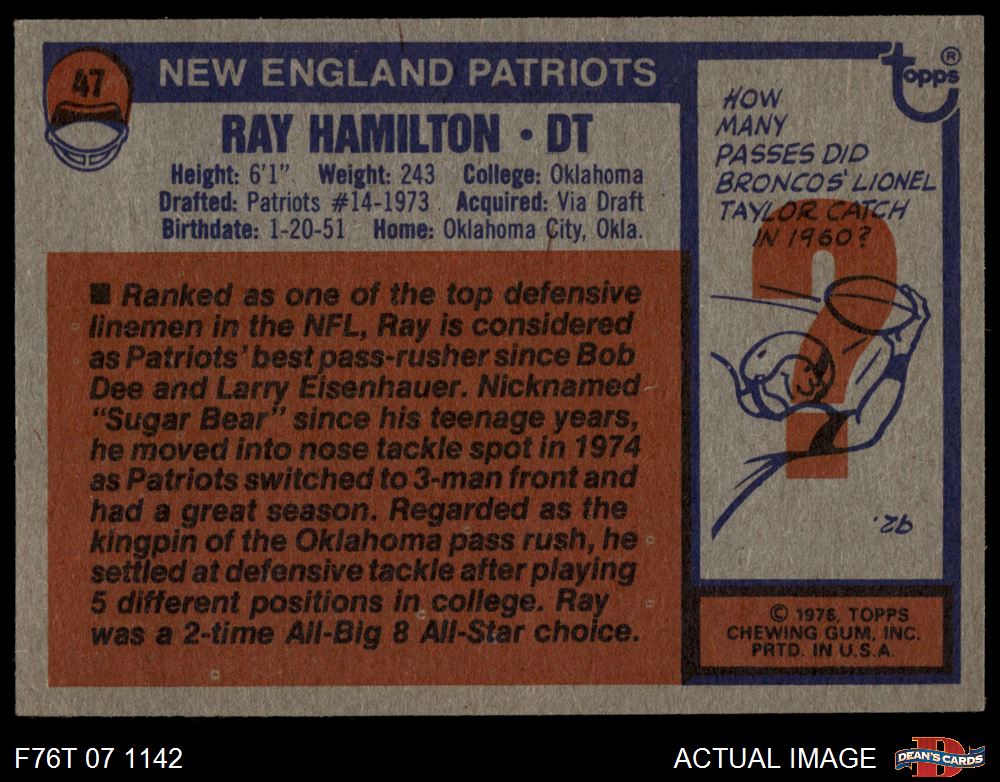 47
NEW ENGLAND PATRIOTS
RAY HAMILTON • DT
Height: 6'1" Weight: 243 College: Oklahoma
Drafted: Patriots #14-1973 Acquired: Via Draft
Birthdate: 1-20-51 Home: Oklahoma City, Okla.
■ Ranked as one of the top defensive
linemen in the NFL, Ray is considered
as Patriots' best pass-rusher since Bob
Dee and Larry Eisenhauer. Nicknamed
"Sugar Bear" since his teenage years,
he moved into nose tackle spot in 1974
as Patriots switched to 3-man front and
had a great season. Regarded as the
kingpin of the Oklahoma pass rush, he
settled at defensive tackle after playing
5 different positions in college. Ray
was a 2-time All-Big 8 All-Star choice.
Topps®
HOW
MANY
PASSES DID
BRONCOS' LIONEL
TAYLOR CATCH
IN 1960?
?
.26
© 1976, TOPPS
CHEWING GUM, INC.
PRTD. IN U.S.A.
F76T 07 1142
ACTUAL IMAGE
D
DEAN'S CARDS